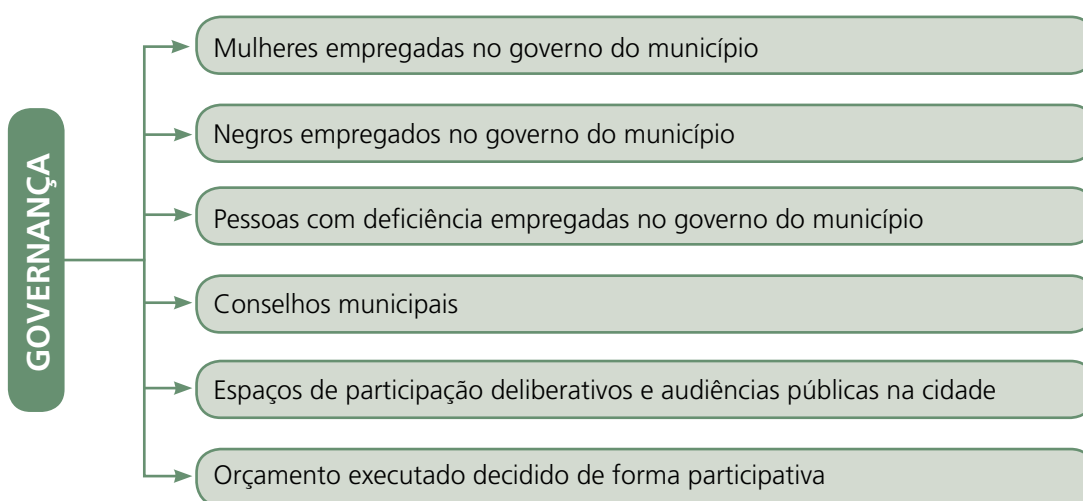 GOVERNANÇA
Mulheres empregadas no governo do município
Negros empregados no governo do município
Pessoas com deficiência empregadas no governo do município
Conselhos municipais
Espaços de participação deliberativos e audiências públicas na cidade
Orçamento executado decidido de forma participativa